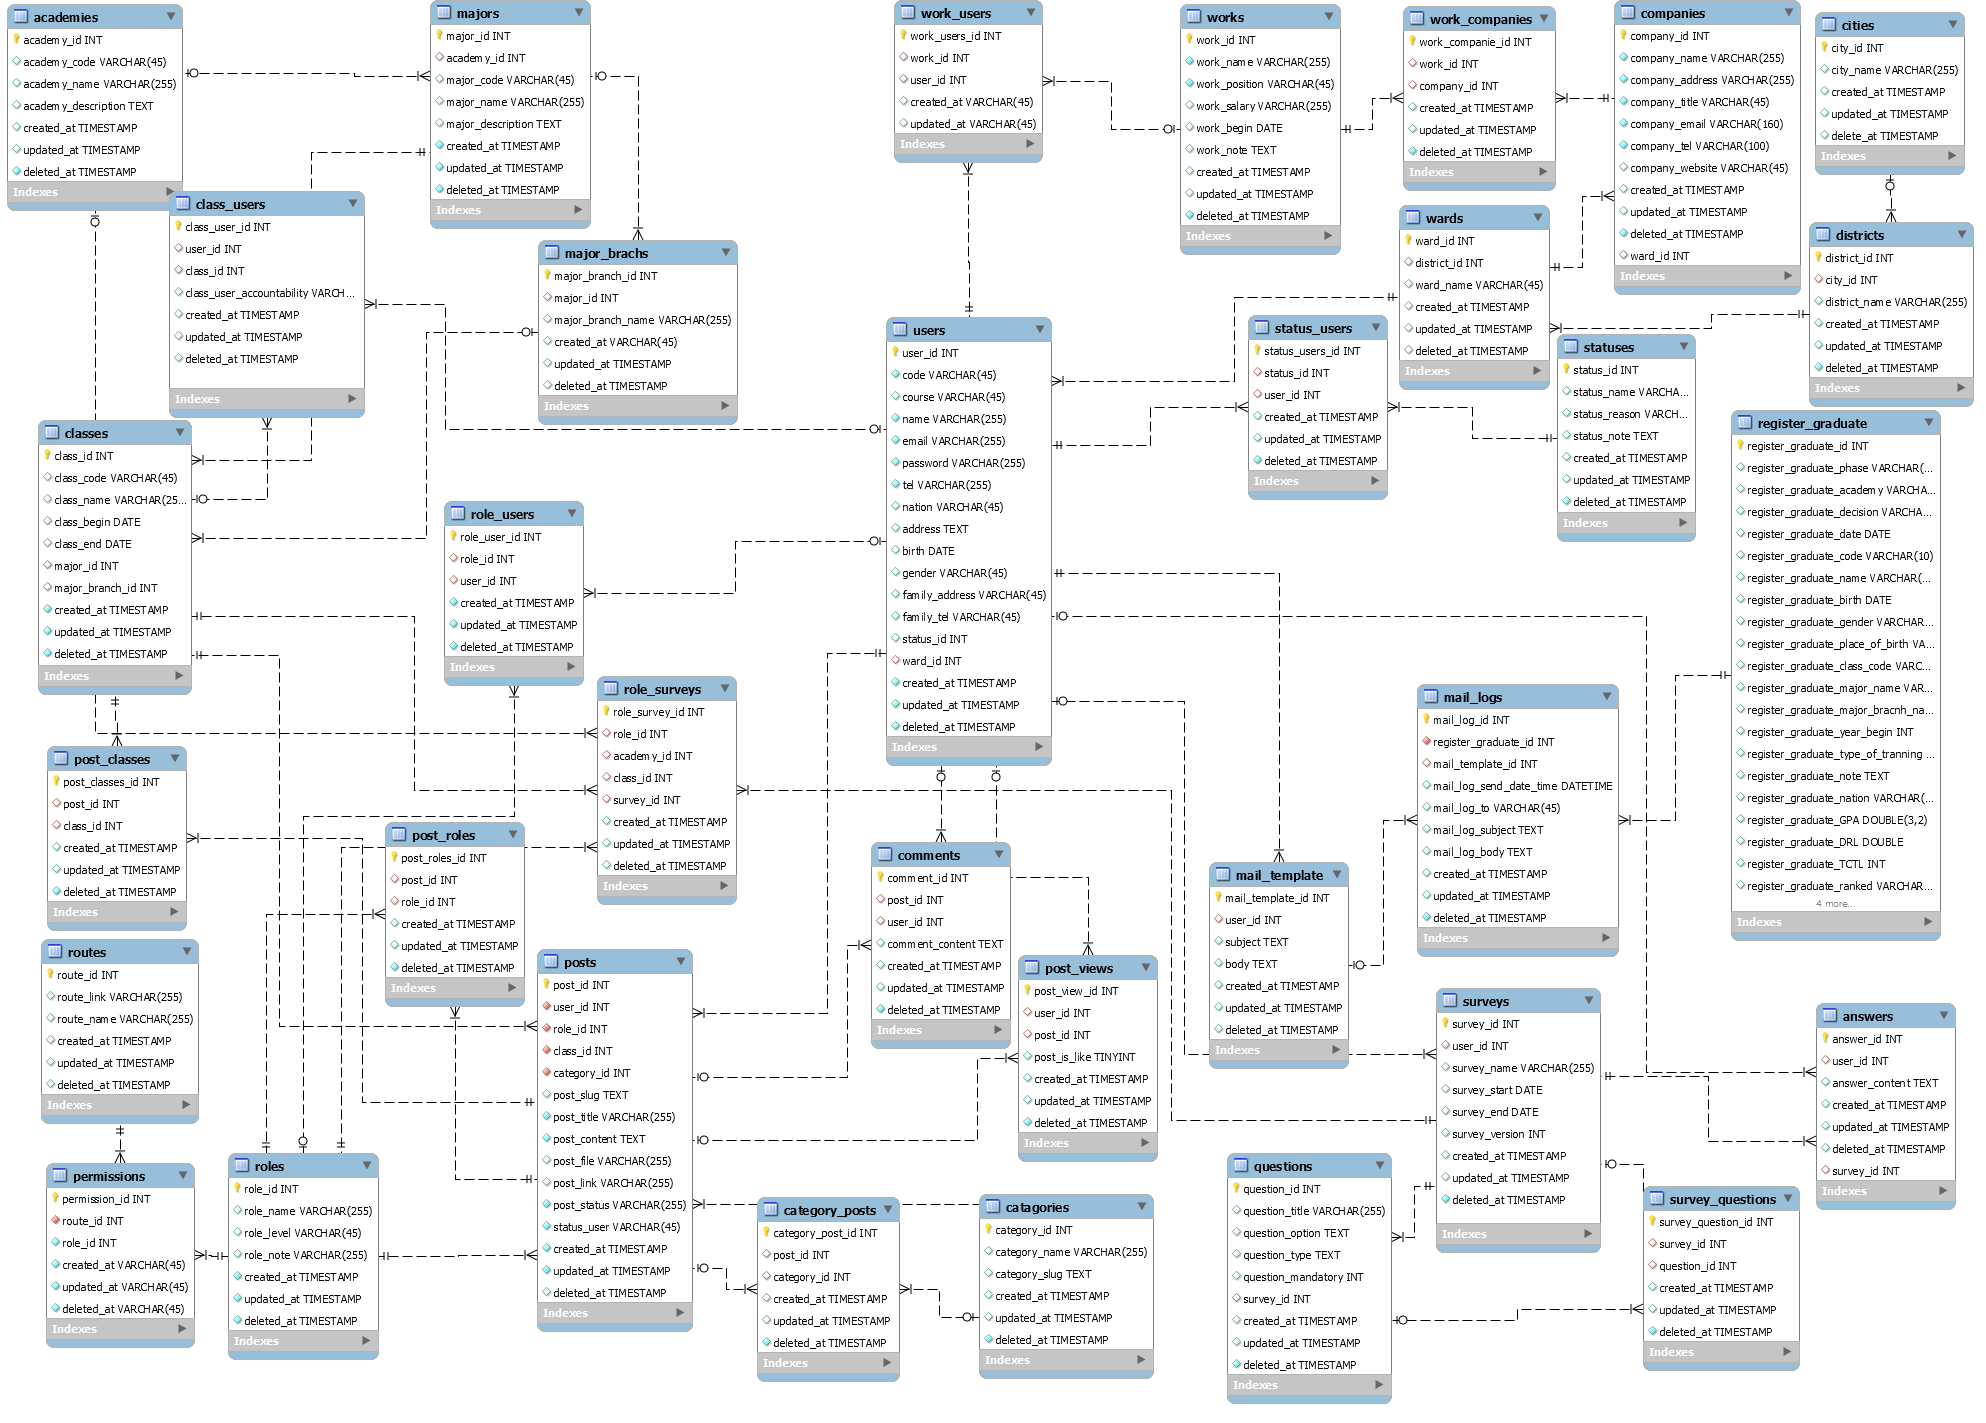 academies
academy_id INT
academy_code VARCHAR(45)
academy_name VARCHAR(255)
academy_description TEXT
created_at TIMESTAMP
updated_at TIMESTAMP
deleted_at TIMESTAMP
Indexes
majors
major_id INT
academy_id INT
major_code VARCHAR(45)
major_name VARCHAR(255)
major_description TEXT
created_at TIMESTAMP
updated_at TIMESTAMP
deleted_at TIMESTAMP
Indexes
work_users
work_users_id INT
work_id INT
user_id INT
created_at VARCHAR(45)
updated_at VARCHAR(45)
Indexes
works
work_id INT
work_name VARCHAR(255)
work_position VARCHAR(45)
work_salary VARCHAR(255)
work_begin DATE
work_note TEXT
created_at TIMESTAMP
updated_at TIMESTAMP
deleted_at TIMESTAMP
Indexes
work_companies
work_companie_id INT
work_id INT
company_id INT
created_at TIMESTAMP
updated_at TIMESTAMP
deleted_at TIMESTAMP
Indexes
companies
company_id INT
company_name VARCHAR(255)
company_address VARCHAR(255)
company_title VARCHAR(45)
company_email VARCHAR(160)
company_tel VARCHAR(100)
company_website VARCHAR(45)
created_at TIMESTAMP
updated_at TIMESTAMP
deleted_at TIMESTAMP
ward_id INT
Indexes
cities
city_id INT
city_name VARCHAR(255)
created_at TIMESTAMP
updated_at TIMESTAMP
delete_at TIMESTAMP
Indexes
class_users
class_user_id INT
user_id INT
class_id INT
class_user_accountability VARCH...
created_at TIMESTAMP
updated_at TIMESTAMP
deleted_at TIMESTAMP
Indexes
major_brachs
major_branch_id INT
major_id INT
major_branch_name VARCHAR(255)
created_at VARCHAR(45)
updated_at TIMESTAMP
deleted_at TIMESTAMP
Indexes
wards
ward_id INT
district_id INT
ward_name VARCHAR(45)
created_at TIMESTAMP
updated_at TIMESTAMP
deleted_at TIMESTAMP
Indexes
districts
district_id INT
city_id INT
district_name VARCHAR(255)
created_at TIMESTAMP
updated_at TIMESTAMP
deleted_at TIMESTAMP
Indexes
users
user_id INT
code VARCHAR(45)
course VARCHAR(45)
name VARCHAR(255)
email VARCHAR(255)
password VARCHAR(255)
tel VARCHAR(255)
nation VARCHAR(45)
address TEXT
birth DATE
gender VARCHAR(45)
family_address VARCHAR(45)
family_tel VARCHAR(45)
status_id INT
ward_id INT
created_at TIMESTAMP
updated_at TIMESTAMP
deleted_at TIMESTAMP
Indexes
status_users
status_users_id INT
status_id INT
user_id INT
created_at TIMESTAMP
updated_at TIMESTAMP
deleted_at TIMESTAMP
Indexes
statuses
status_id INT
status_name VARCHA...
status_reason VARCH...
status_note TEXT
created_at TIMESTAMP
updated_at TIMESTAMP
deleted_at TIMESTAMP
Indexes
register_graduate
register_graduate_id INT
register_graduate_phase VARCHAR(...
register_graduate_academy VARCHA...
register_graduate_decision VARCHA...
register_graduate_date DATE
register_graduate_code VARCHAR(10)
register_graduate_name VARCHAR(...
register_graduate_birth DATE
register_graduate_gender VARCHAR...
register_graduate_place_of_birth VA...
register_graduate_class_code VARC...
register_graduate_major_name VAR...
register_graduate_major_bracnh_na...
register_graduate_year_begin INT
register_graduate_type_of_tranning ...
register_graduate_note TEXT
register_graduate_nation VARCHAR(...
register_graduate_GPA DOUBLE(3,2)
register_graduate_DRL DOUBLE
register_graduate_TCTL INT
register_graduate_ranked VARCHAR...
4 more...
Indexes
classes
class_id INT
class_code VARCHAR(45)
class_name VARCHAR(25...
class_begin DATE
class_end DATE
major_id INT
major_branch_id INT
created_at TIMESTAMP
updated_at TIMESTAMP
deleted_at TIMESTAMP
Indexes
role_users
role_user_id INT
role_id INT
user_id INT
created_at TIMESTAMP
updated_at TIMESTAMP
deleted_at TIMESTAMP
Indexes
role_surveys
role_survey_id INT
role_id INT
academy_id INT
class_id INT
survey_id INT
created_at TIMESTAMP
updated_at TIMESTAMP
deleted_at TIMESTAMP
Indexes
mail_logs
mail_log_id INT
register_graduate_id INT
mail_template_id INT
mail_log_send_date_time DATETIME
mail_log_to VARCHAR(45)
mail_log_subject TEXT
mail_log_body TEXT
created_at TIMESTAMP
updated_at TIMESTAMP
deleted_at TIMESTAMP
Indexes
post_classes
post_classes_id INT
post_id INT
class_id INT
created_at TIMESTAMP
updated_at TIMESTAMP
deleted_at TIMESTAMP
Indexes
post_roles
post_roles_id INT
post_id INT
role_id INT
created_at TIMESTAMP
updated_at TIMESTAMP
deleted_at TIMESTAMP
Indexes
comments
comment_id INT
post_id INT
user_id INT
comment_content TEXT
created_at TIMESTAMP
updated_at TIMESTAMP
deleted_at TIMESTAMP
Indexes
mail_template
mail_template_id INT
user_id INT
subject TEXT
body TEXT
created_at TIMESTAMP
updated_at TIMESTAMP
deleted_at TIMESTAMP
Indexes
routes
route_id INT
route_link VARCHAR(255)
route_name VARCHAR(255)
created_at TIMESTAMP
updated_at TIMESTAMP
deleted_at TIMESTAMP
Indexes
posts
post_id INT
user_id INT
role_id INT
class_id INT
category_id INT
post_slug TEXT
post_title VARCHAR(255)
post_content TEXT
post_file VARCHAR(255)
post_link VARCHAR(255)
post_status VARCHAR(255)
status_user VARCHAR(45)
created_at TIMESTAMP
updated_at TIMESTAMP
deleted_at TIMESTAMP
Indexes
post_views
post_view_id INT
user_id INT
post_id INT
post_is_like TINYINT
created_at TIMESTAMP
updated_at TIMESTAMP
deleted_at TIMESTAMP
Indexes
surveys
survey_id INT
user_id INT
survey_name VARCHAR(255)
survey_start DATE
survey_end DATE
survey_version INT
created_at TIMESTAMP
updated_at TIMESTAMP
deleted_at TIMESTAMP
Indexes
answers
answer_id INT
user_id INT
answer_content TEXT
created_at TIMESTAMP
updated_at TIMESTAMP
deleted_at TIMESTAMP
survey_id INT
Indexes
permissions
permission_id INT
route_id INT
role_id INT
created_at VARCHAR(45)
updated_at VARCHAR(45)
deleted_at VARCHAR(45)
Indexes
roles
role_id INT
role_name VARCHAR(255)
role_level VARCHAR(45)
role_note VARCHAR(255)
created_at TIMESTAMP
updated_at TIMESTAMP
deleted_at TIMESTAMP
Indexes
category_posts
category_post_id INT
post_id INT
category_id INT
created_at TIMESTAMP
updated_at TIMESTAMP
deleted_at TIMESTAMP
Indexes
catagories
category_id INT
category_name VARCHAR(255)
category_slug TEXT
created_at TIMESTAMP
updated_at TIMESTAMP
deleted_at TIMESTAMP
Indexes
questions
question_id INT
question_title VARCHAR(255)
question_option TEXT
question_type TEXT
question_mandatory INT
survey_id INT
created_at TIMESTAMP
updated_at TIMESTAMP
deleted_at TIMESTAMP
Indexes
survey_questions
survey_question_id INT
survey_id INT
question_id INT
created_at TIMESTAMP
updated_at TIMESTAMP
deleted_at TIMESTAMP
Indexes